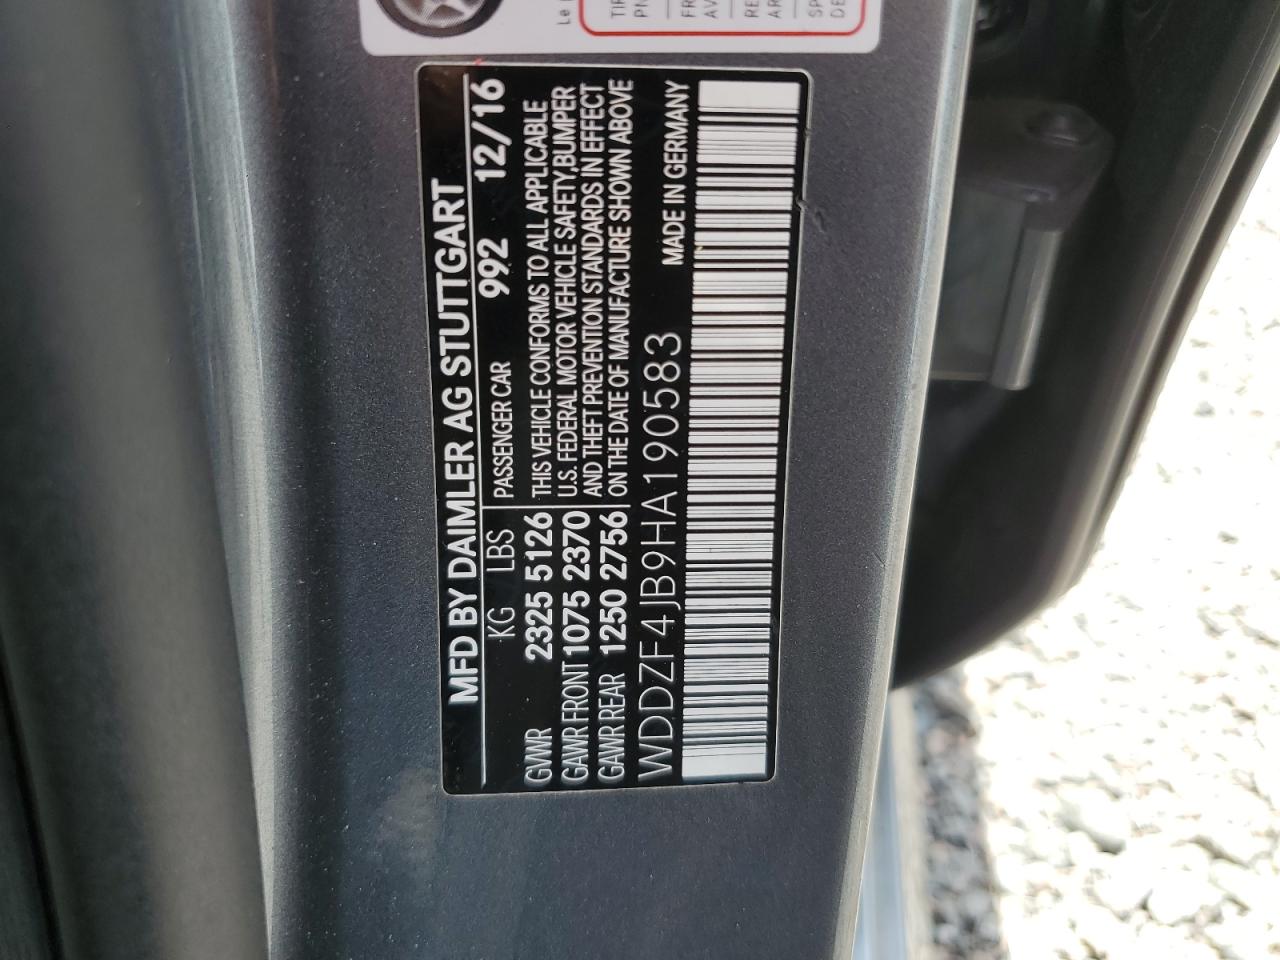 MFD BY DAIMLER AG STUTTGART
KG LBS PASSENGER CAR 992 12/16
GVWR 2325 5126
GAWR FRONT 1075 2370
GAWR REAR 1250 2756
THIS VEHICLE CONFORMS TO ALL APPLICABLE
U.S. FEDERAL MOTOR VEHICLE SAFETY,BUMPER
AND THEFT PREVENTION STANDARDS IN EFFECT
ON THE DATE OF MANUFACTURE SHOWN ABOVE
WDDZF4JB9HA190583 MADE IN GERMANY